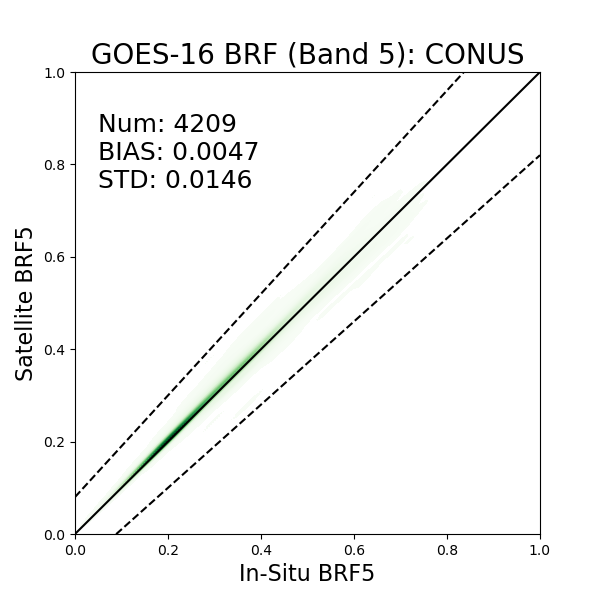 GOES-16 BRF (Band 5): CONUS
1.0
Num: 4209
BIAS: 0.0047
STD: 0.0146
0.8
0.6
0.4
0.2
0.0
Satellite BRF5
0.0 0.2 0.4 0.6 0.8 1.0
In-Situ BRF5